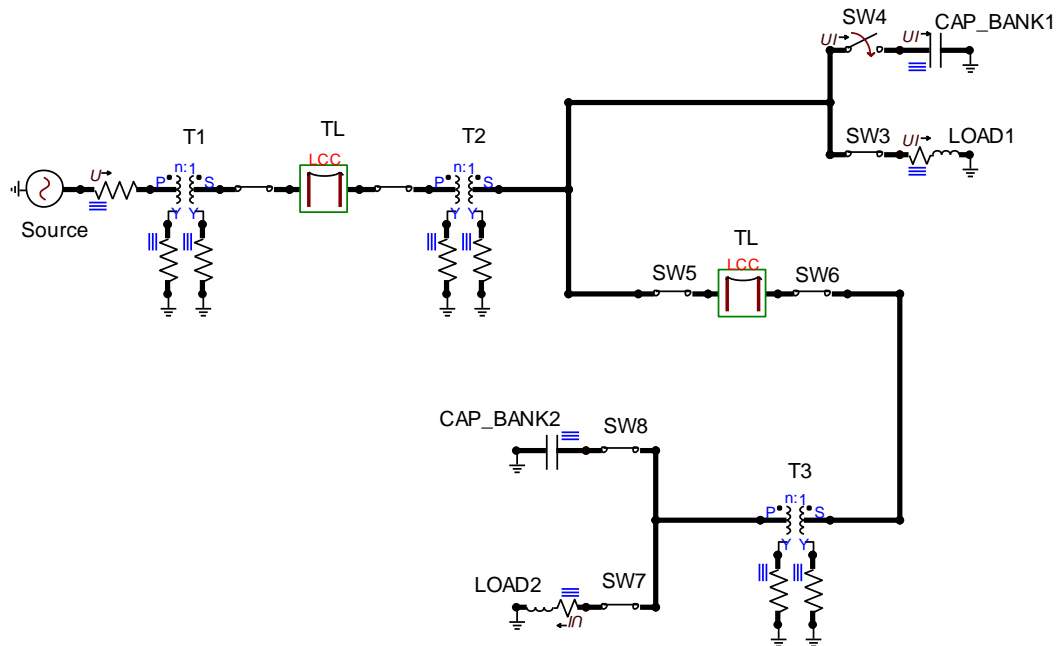 SW4
CAP_BANK1
UI
UI
T1
TL
T2
SW3
UI
LOAD1
LCC
n:1
n:1
U
P
S
P
S
Source
Y
Y
Y
Y
TL
LCC
SW5
SW6
CAP_BANK2
SW8
T3
n:1
P
S
Y
Y
LOAD2
SW7
UI